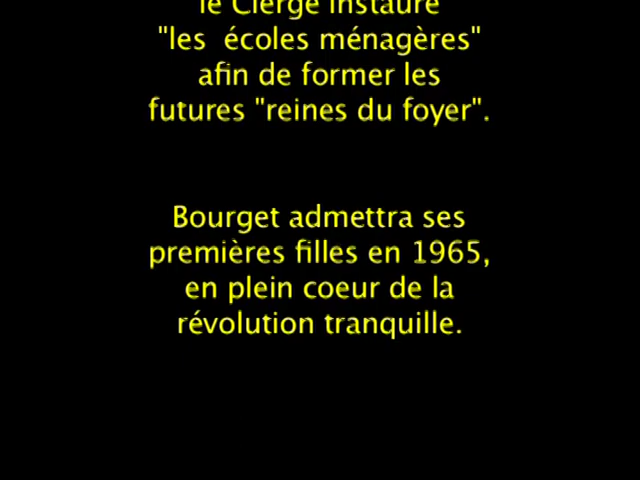 le Clergé instaure
"les  écoles ménagères"
afin de former les
futures "reines du foyer".
Bourget admettra ses
premières filles en 1965,
en plein coeur de la
révolution tranquille.